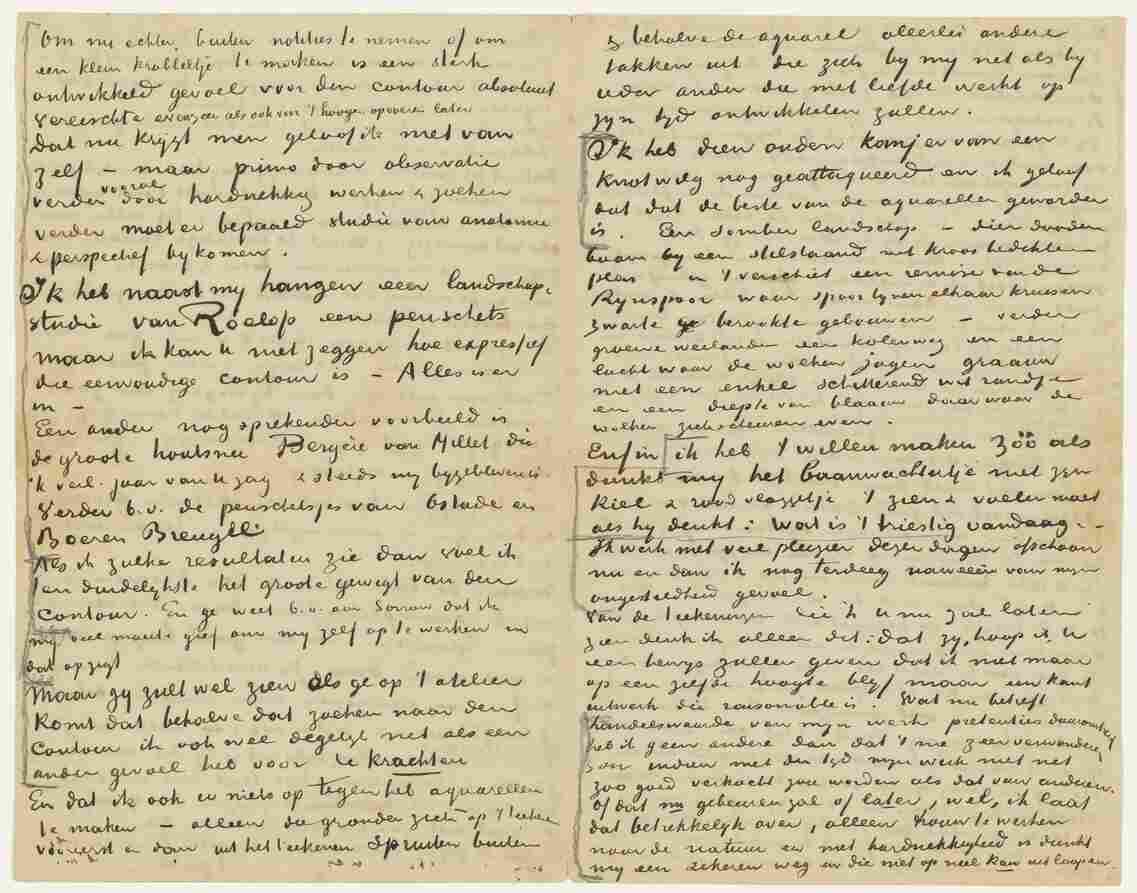 Om nu echter buiten notities te nemen of om
een klein krabbeltje te maken is een sterk
ontwikkeld gevoel voor den contour absoluut
vereischte evenzeer als ook voor 't hooger opvoeren later
Dat nu krijgt men geloof ik niet van
zelf – maar primo door observatie
verder vooral door hardnekkig werken & zoeken
verder moet er bepaald studie van anatomie
& perspectief bykomen.
Ik heb naast my hangen een landschap-
studie van Roelofs een penschets
maar ik kan U niet zeggen hoe expressief
die eenvoudige contour is – Alles is er
in –
Een ander nog sprekender voorbeeld is
de groote houtsnee Bergère van Millet die
'k verl. jaar van U zag & steeds my bygebleven is.
Verder b.v. de penschetsjes van Ostade en
Boeren Breugel.
Als ik zulke resultaten zie dan voel ik
ten duidelykste het groote gewigt van den
contour. En ge weet b.v. aan Sorrow dat ik
my veel moeite geef om my zelf op te werken in
dat opzigt
Maar gy zult wel zien als ge op 't atelier
komt dat behalve dat zoeken naar den
contour ik ook wel degelyk net als een
ander gevoel heb voor de krachten
En dat ik ook er niets op tegen heb aquarellen
te maken – alleen de gronden zich op 't teekenen
vooreerst en dan uit het teekenen spruiten buiten
& behalve de aquarel allerlei andere
takken uit die zich by my net als by
ieder ander die met liefde werkt op
zyn tyd ontwikkelen zullen.
Ik heb dien ouden kanjer van een
knotwilg nog geattaqueerd en ik geloof
dat dat de beste van de aquarellen geworden
is. Een somber landschap – dien dooden
boom by een stilstaand met kroos bedekten
plas in 't verschiet een remise van de
Rynspoor waar spoorlynen elkaar kruisen
zwart berookte gebouwen – verder
groene weilanden een kolenweg en een
lucht waar de wolken jagen graauw
met een enkel schitterend wit randje
en een diepte van blaauw daar waar de
wolken zich scheuren even.
Enfin ik heb 't willen maken zóó als
dunkt my het baanwachtertje met zyn
kiel & rood vlaggetje 't zien & voelen moet
als hy denkt: wat is 't triestig vandaag. –
Ik werk met veel pleizier dezer dagen ofschoon
nu en dan ik nog terdeeg naweeën van myn
ongesteldheid gevoel.
Van de teekeningen die ik U nu zal laten
zien denk ik alleen dit: dat zy, hoop ik, U
een bewys zullen geven dat ik niet maar
op een zelfde hoogte blyf maar een kant
uitwerk die raisonable is. Wat nu betreft
handelswaarde van myn werk pretenties daaromtrent
heb ik geen andere dan dat 't me zeer verwonderen
zou indien met der tyd myn werk niet net
zoo goed verkocht zou worden als dat van anderen.
Of dat nu gebeuren zal of later, wel, ik laat
dat betrekkelyk over, alleen trouw te werken
naar de natuur en met hardnekkigheid is dunkt
my een zekeren weg en die niet op niet kan uitloopen.